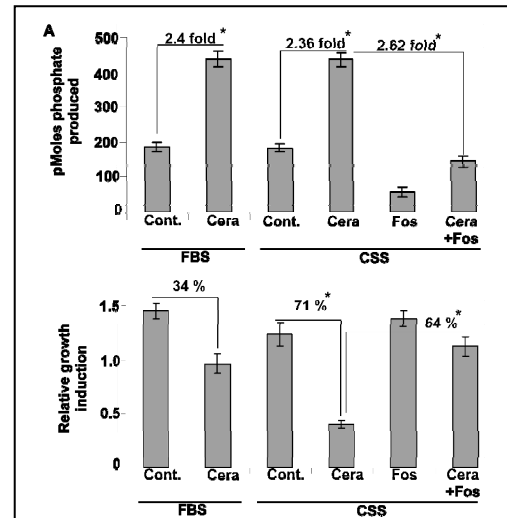 A
500
400
300
200
100
0
pMoles phosphate
produced
2.4 fold*
2.36 fold*
2.82 fold*
Cont. Cera Cont. Cera Fos Cera
+Fos
FBS CSS
1.5
1.0
0.5
0
Relative growth
induction
34 %
71 %*
64 %*
Cont. Cera Cont. Cera Fos Cera
+Fos
FBS CSS